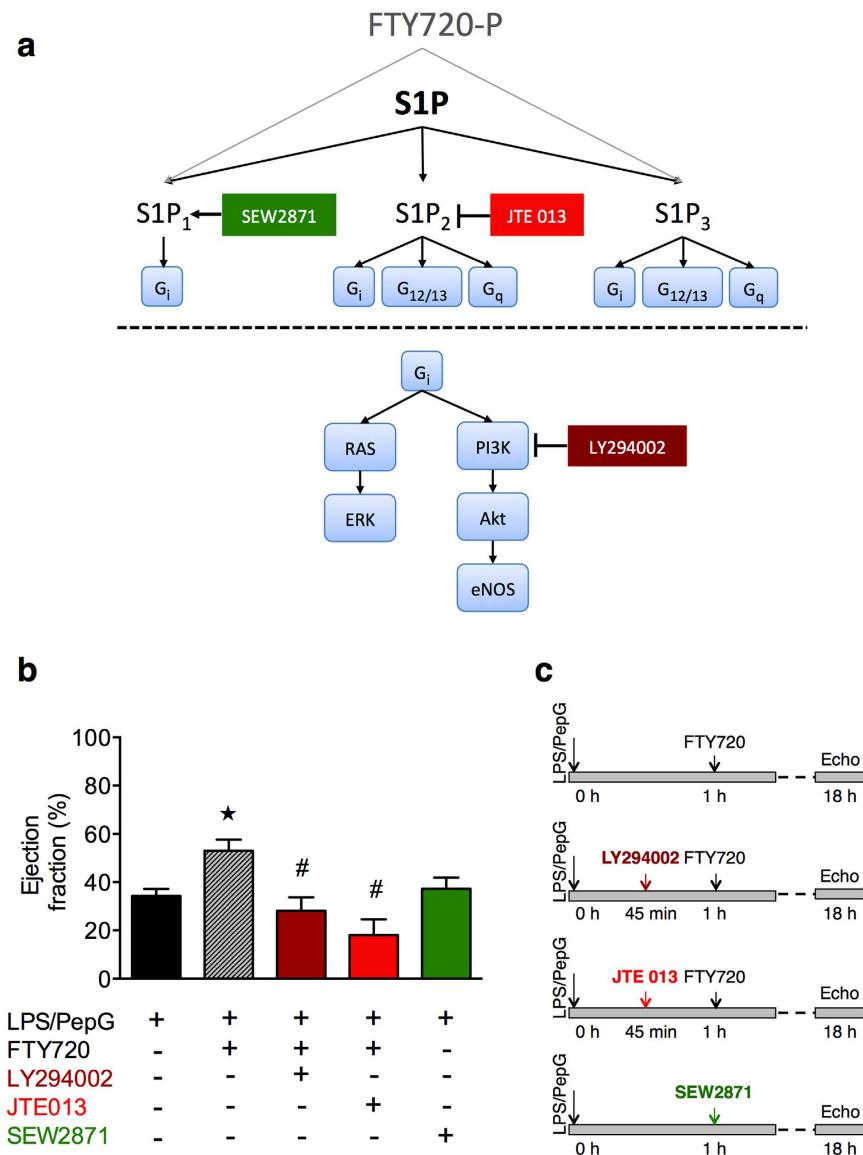 a
FTY720-P
S1P
S1P1 SEW2871 S1P2 JTE 013 S1P3
Gi Gi G12/13 Gq Gi G12/13 Gq
Gi
RAS PI3K LY294002
ERK Akt
eNOS
b
Ejection
fraction (%)
100
80
60
40
20
0
★
#
#
LPS/PepG + + + + +
FTY720 - + + + -
LY294002 - - + - -
JTE013 - - - + -
SEW2871 - - - - +
c
LPS/PepG FTY720 Echo
0 h 1 h 18 h
LPS/PepG LY294002 FTY720 Echo
0 h 45 min 1 h 18 h
LPS/PepG JTE 013 FTY720 Echo
0 h 45 min 1 h 18 h
LPS/PepG SEW2871 Echo
0 h 1 h 18 h